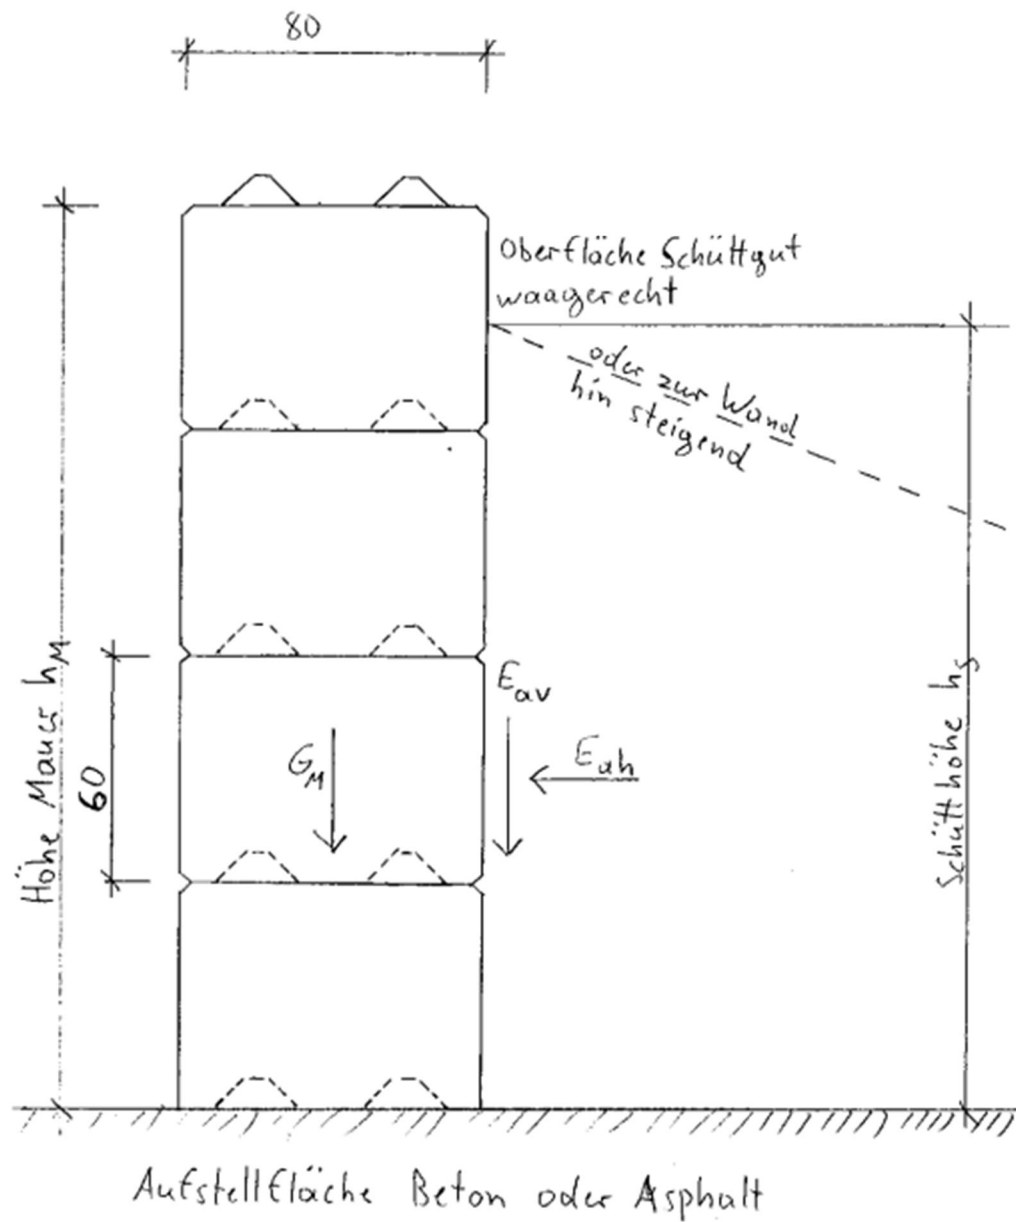 80
Oberfläche Schüttgut
waagerecht
oder zur Wand
hin steigend
Höhe Mauer hM
60
GM
Eav
Eah
Schütthöhe hs
Aufstellfläche Beton oder Asphalt